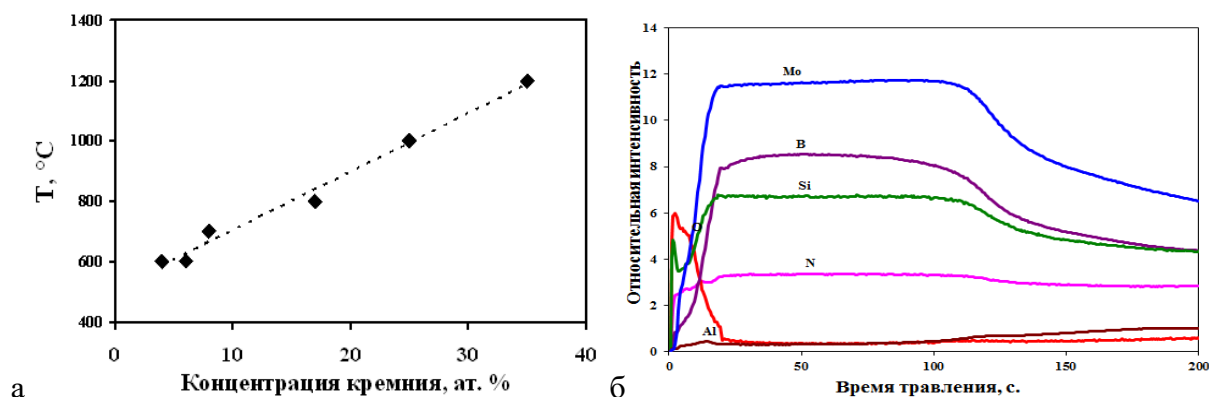 1400
1200
1000
800
600
400
0 10 20 30 40
T, °C
Концентрация кремния, ат. %
а
14
12
10
8
6
4
2
0
0 50 100 150 200
Относительная интенсивность
Mo
B
Si
O
N
Al
Время травления, с.
б